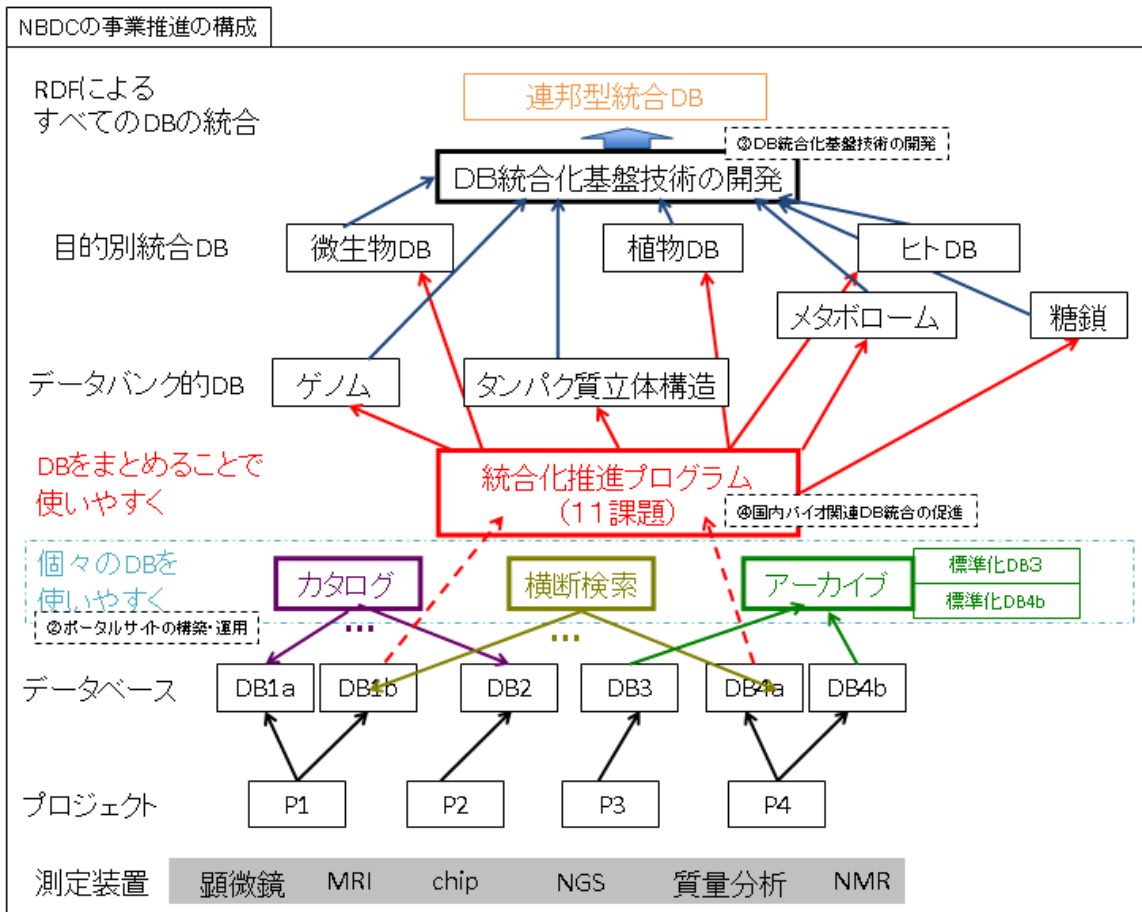 NBDCの事業推進の構成
RDFによる
すべてのDBの統合
連邦型統合DB
③DB統合化基盤技術の開発
DB統合化基盤技術の開発
目的別統合DB
微生物DB
植物DB
ヒトDB
メタボローム
糖鎖
データバンク的DB
ゲノム
タンパク質立体構造
DBをまとめることで
使いやすく
統合化推進プログラム
(11課題)
④国内バイオ関連DB統合の促進
個々のDBを
使いやすく
カタログ
横断検索
アーカイブ
標準化DB3
標準化DB4b
②ポータルサイトの構築・運用
...
...
データベース
DB1a
DB1b
DB2
DB3
DB4a
DB4b
プロジェクト
P1
P2
P3
P4
測定装置
顕微鏡
MRI
chip
NGS
質量分析
NMR